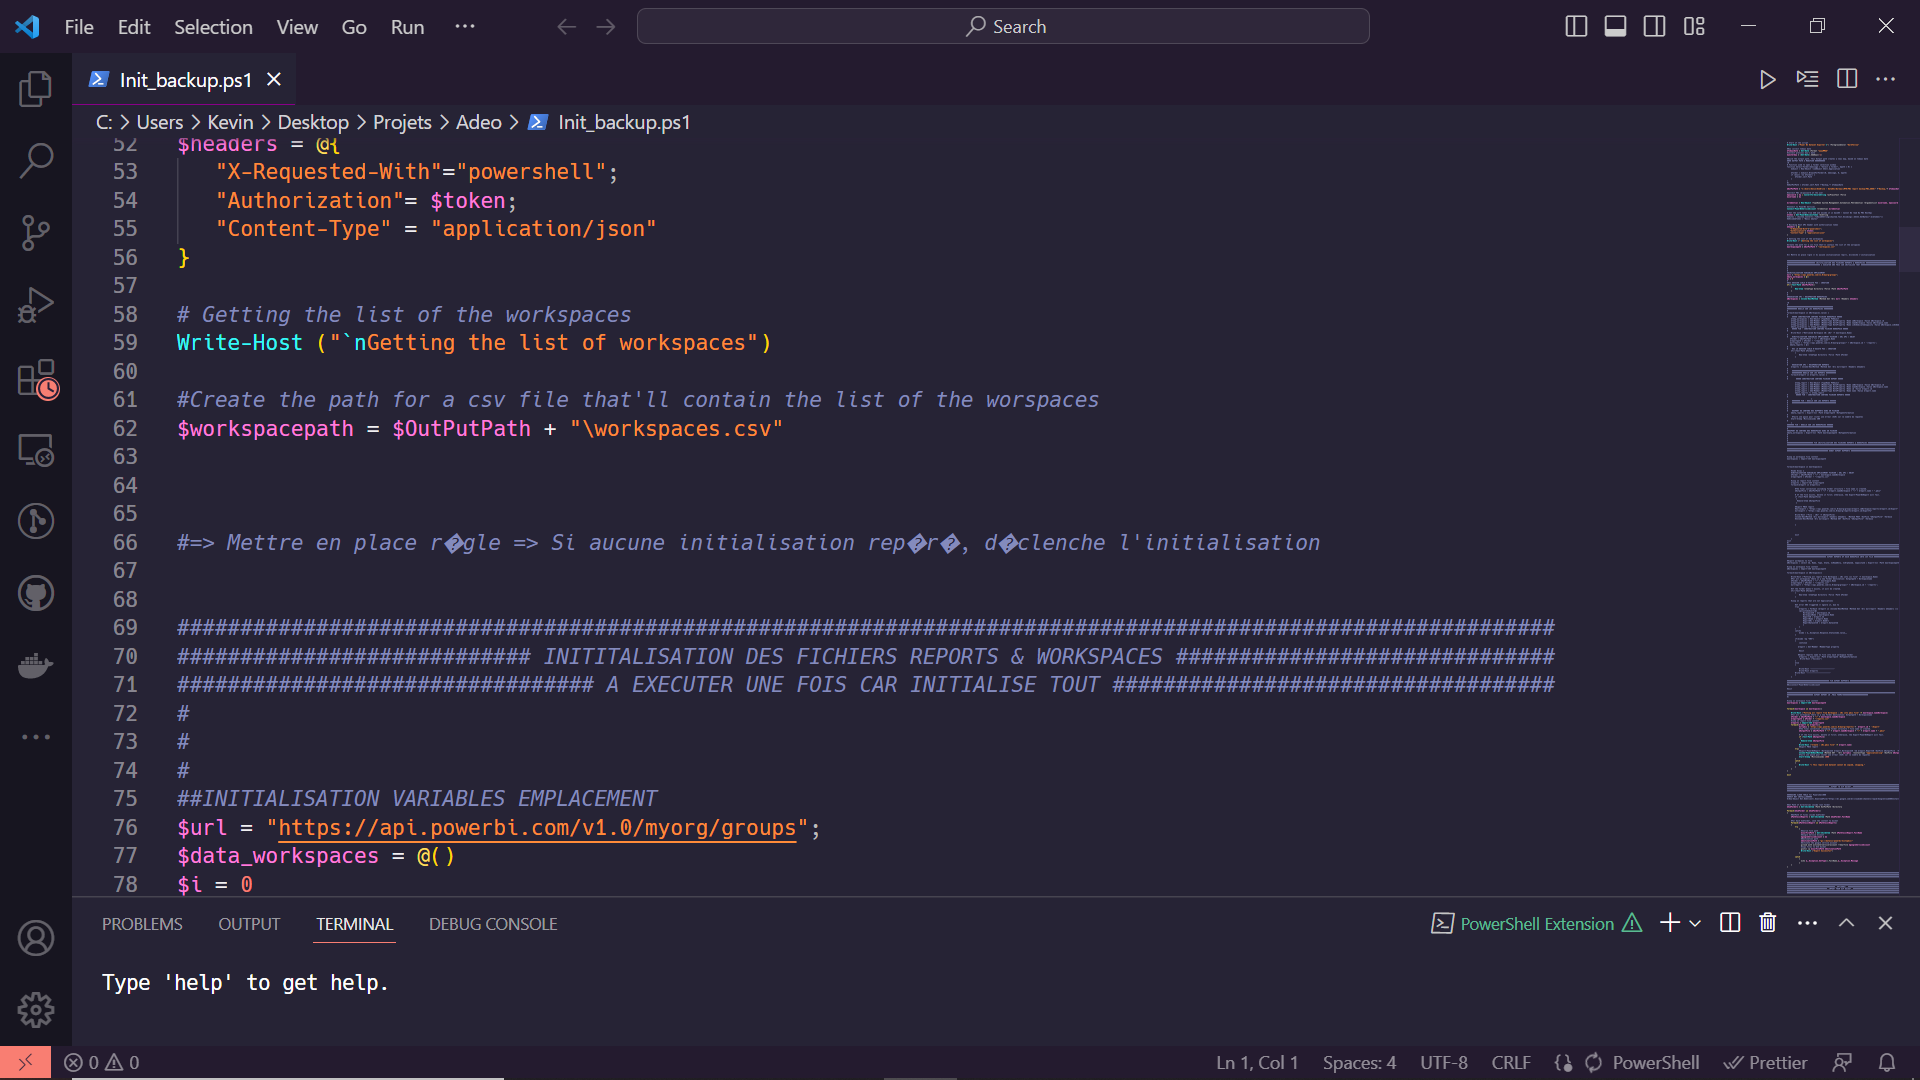 File Edit Selection View Go Run ··· Search
Init_backup.ps1
C: > Users > Kevin > Desktop > Projets > Adeo > Init_backup.ps1
52 $headers = @{
53 "X-Requested-With"="powershell";
54 "Authorization"= $token;
55 "Content-Type" = "application/json"
56 }
57
58 # Getting the list of the workspaces
59 Write-Host ("`nGetting the list of workspaces")
60
61 #Create the path for a csv file that'll contain the list of the worspaces
62 $workspacepath = $OutPutPath + "\workspaces.csv"
63
64
65
66 #=> Mettre en place r�gle => Si aucune initialisation rep�r�, d�clenche l'initialisation
67
68
69 #############################################################################################################
70 ############################ INITITALISATION DES FICHIERS REPORTS & WORKSPACES ##############################
71 ################################# A EXECUTER UNE FOIS CAR INITIALISE TOUT ###################################
72 #
73 #
74 #
75 ##INITIALISATION VARIABLES EMPLACEMENT
76 $url = "https://api.powerbi.com/v1.0/myorg/groups";
77 $data_workspaces = @()
78 $i = 0
PROBLEMS OUTPUT TERMINAL DEBUG CONSOLE PowerShell Extension
Type 'help' to get help.
0 0 Ln 1, Col 1 Spaces: 4 UTF-8 CRLF {} PowerShell Prettier